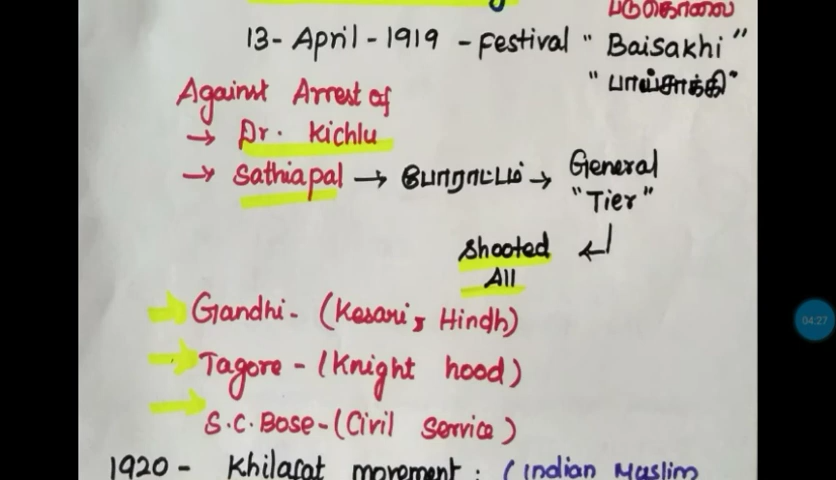 படுகொலை
13- April - 1919 - festival " Baisakhi "
" பாய்சாக்கி "
Against Arrest of
→ Dr. Kichlu
→ Sathiapal → போராட்டம் → General
"Tier"
Shooted
All
Gandhi - (Kesari, Hindh)
Tagore - (Knight hood)
S.C. Bose - (Civil Service)
1920 - Khilafat movement : (Indian Muslim
04:27